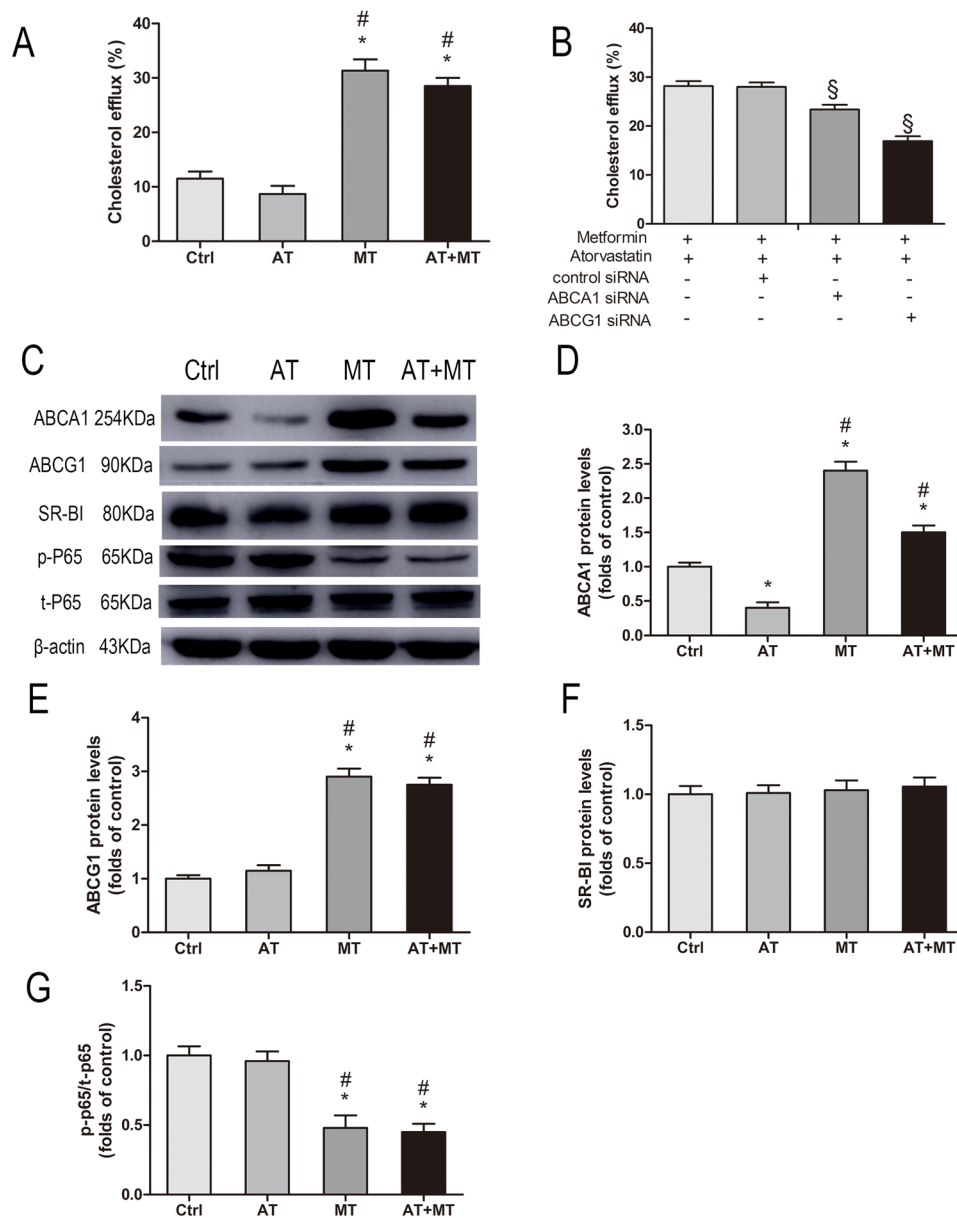 A
Cholesterol efflux (%)
40
30
20
10
0
#
*
#
*
Ctrl AT MT AT+MT
B
Cholesterol efflux (%)
40
30
20
10
0
§
§
Metformin + + + +
Atorvastatin + + + +
control siRNA - + - -
ABCA1 siRNA - - + -
ABCG1 siRNA - - - +
C
Ctrl AT MT AT+MT
ABCA1 254KDa
ABCG1 90KDa
SR-BI 80KDa
p-P65 65KDa
t-P65 65KDa
β-actin 43KDa
D
ABCA1 protein levels
(folds of control)
3.0
2.5
2.0
1.5
1.0
0.5
0.0
*
#
*
#
*
Ctrl AT MT AT+MT
E
ABCG1 protein levels
(folds of control)
4
3
2
1
0
#
*
#
*
Ctrl AT MT AT+MT
F
SR-BI protein levels
(folds of control)
1.5
1.0
0.5
0.0
Ctrl AT MT AT+MT
G
p-p65/t-p65
(folds of control)
1.5
1.0
0.5
0.0
#
*
#
*
Ctrl AT MT AT+MT